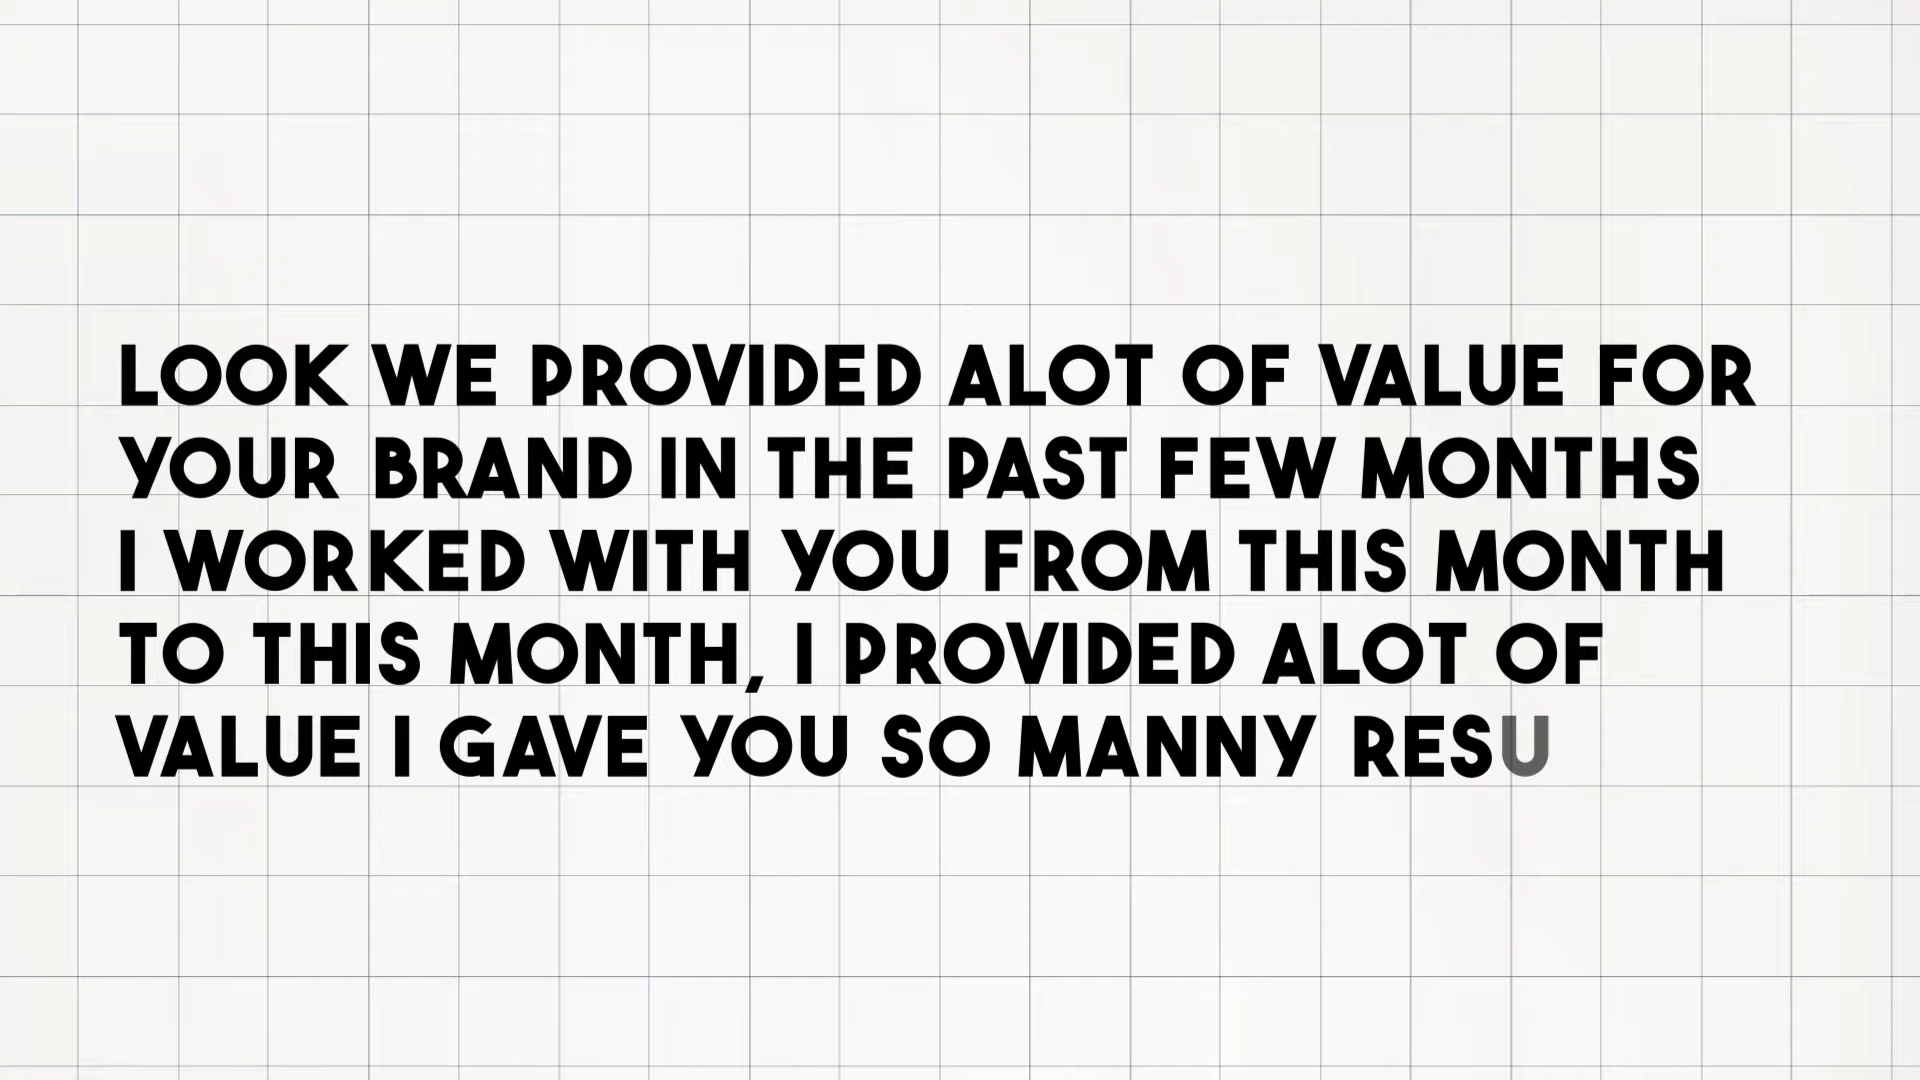 LOOK WE PROVIDED ALOT OF VALUE FOR
YOUR BRAND IN THE PAST FEW MONTHS
I WORKED WITH YOU FROM THIS MONTH
TO THIS MONTH, I PROVIDED ALOT OF
VALUE I GAVE YOU SO MANNY RESU